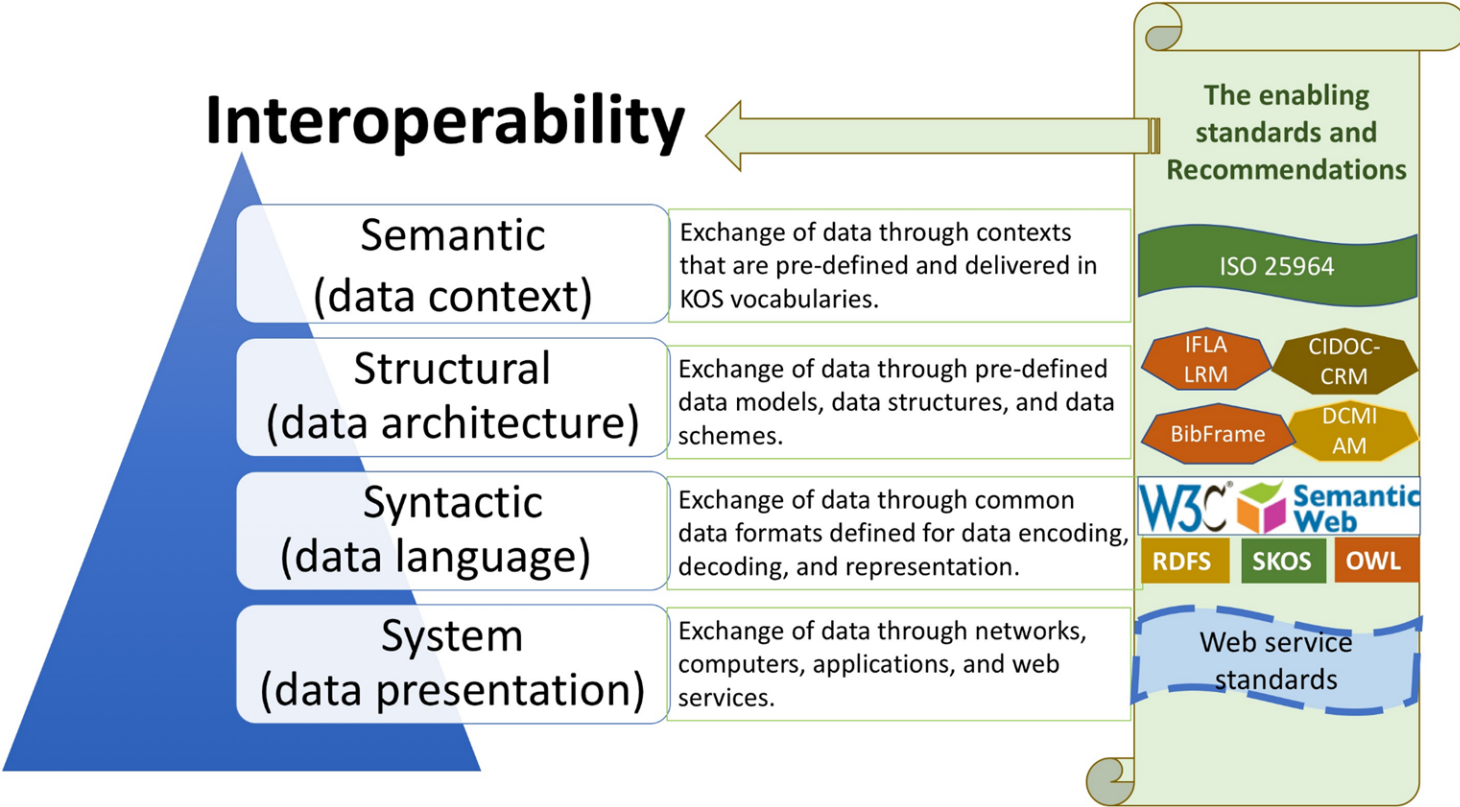 Interoperability
The enabling
standards and
Recommendations
Semantic
(data context)
Exchange of data through contexts
that are pre-defined and delivered in
KOS vocabularies.
ISO 25964
Structural
(data architecture)
Exchange of data through pre-defined
data models, data structures, and data
schemes.
IFLA
LRM
CIDOC-
CRM
BibFrame
DCMI
AM
Syntactic
(data language)
Exchange of data through common
data formats defined for data encoding,
decoding, and representation.
W3C®
Semantic
Web
RDFS
SKOS
OWL
System
(data presentation)
Exchange of data through networks,
computers, applications, and web
services.
Web service
standards